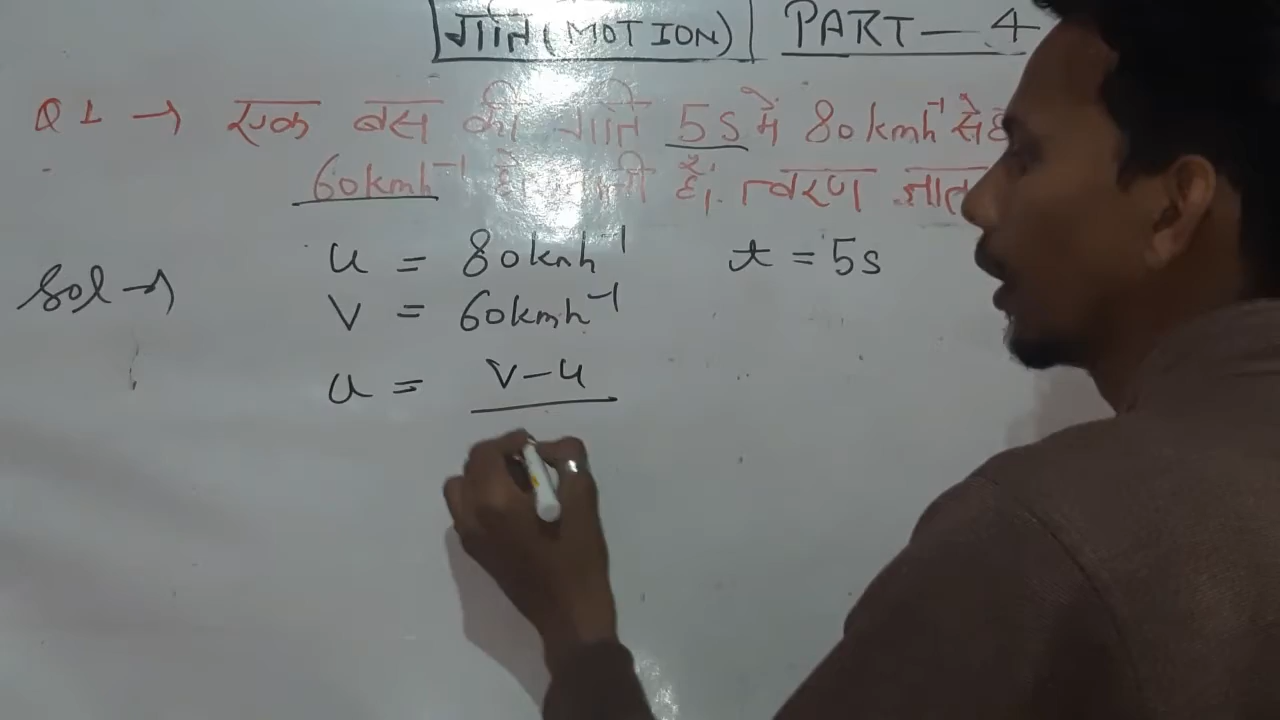 गति (MOTION) PART - 4
Q 1 → एक बस की गति 5s में 80kmh⁻¹ से
60kmh⁻¹ हो जाती है। त्वरण ज्ञात
Sol → u = 80kmh⁻¹ t = 5s
v = 60kmh⁻¹
a = v - u